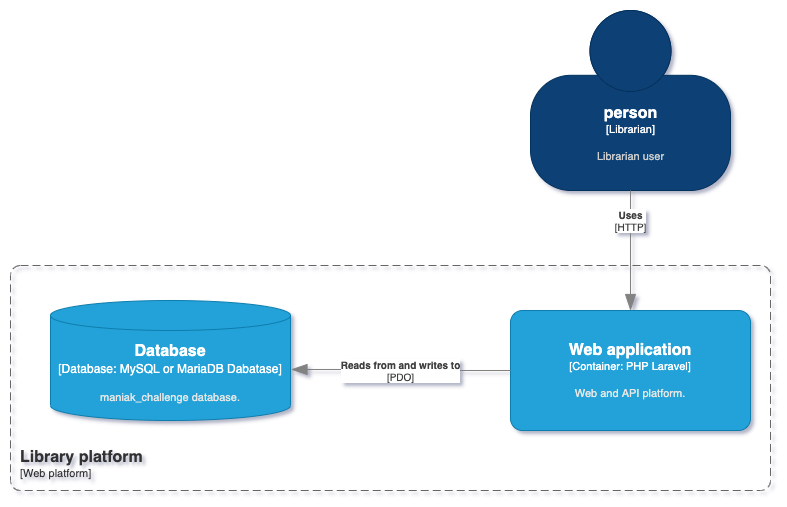 person
[Librarian]
Librarian user
Uses
[HTTP]
Database
[Database: MySQL or MariaDB Dabatase]
maniak_challenge database.
Reads from and writes to
[PDO]
Web application
[Container: PHP Laravel]
Web and API platform.
Library platform
[Web platform]